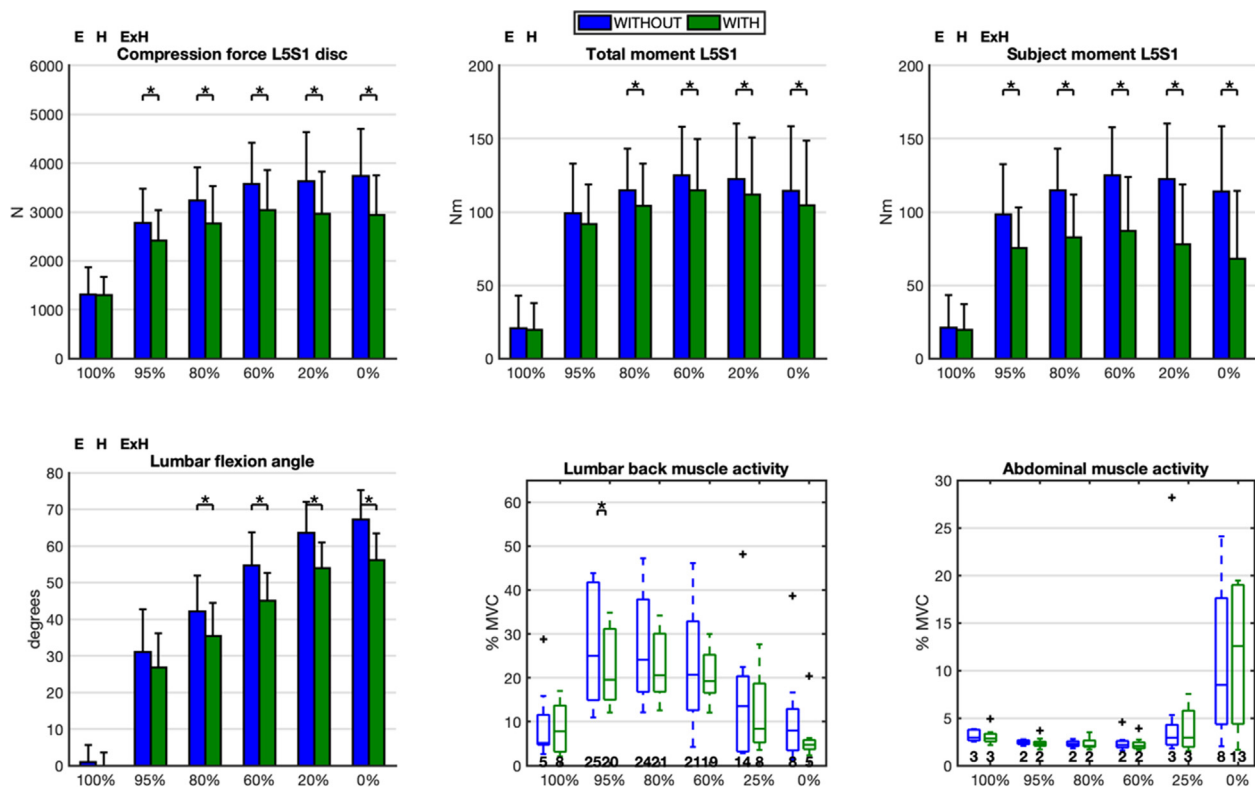 WITHOUT WITH
E H ExH
Compression force L5S1 disc
6000
5000
4000
3000
2000
1000
0
N
* * * * *
100% 95% 80% 60% 20% 0%
E H
Total moment L5S1
200
150
100
50
0
Nm
* * * *
100% 95% 80% 60% 20% 0%
E H ExH
Subject moment L5S1
200
150
100
50
0
Nm
* * * * *
100% 95% 80% 60% 20% 0%
E H ExH
Lumbar flexion angle
80
70
60
50
40
30
20
10
0
degrees
* * * *
100% 95% 80% 60% 20% 0%
Lumbar back muscle activity
60
50
40
30
20
10
0
% MVC
*
5 8 25 20 24 21 21 19 14 8 8 5
100% 95% 80% 60% 25% 0%
Abdominal muscle activity
30
25
20
15
10
5
0
% MVC
3 3 2 2 2 2 2 2 3 3 8 13
100% 95% 80% 60% 25% 0%